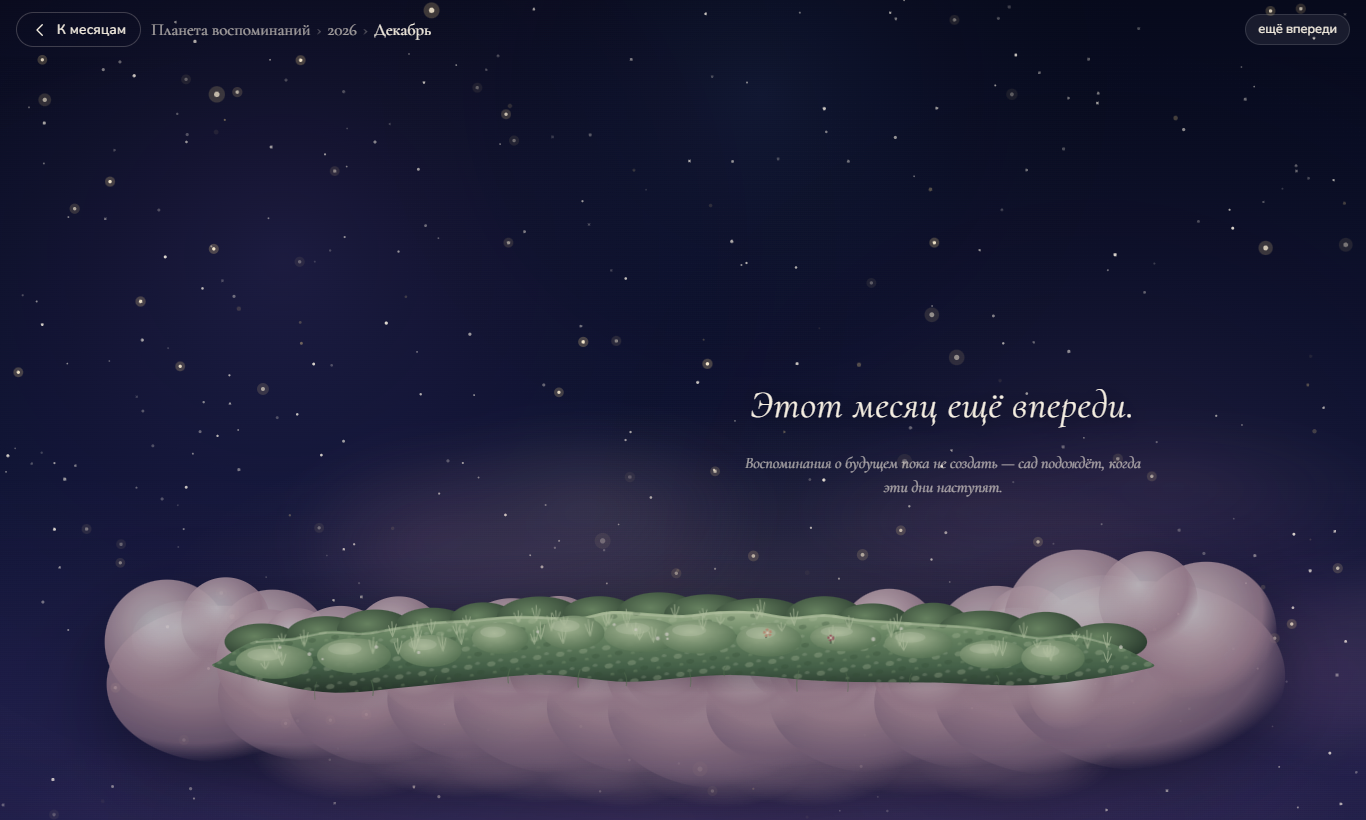 К месяцам
Планета воспоминаний › 2026 › Декабрь
ещё впереди
Этот месяц ещё впереди.
Воспоминания о будущем пока не создать — сад подождёт, когда
эти дни наступят.